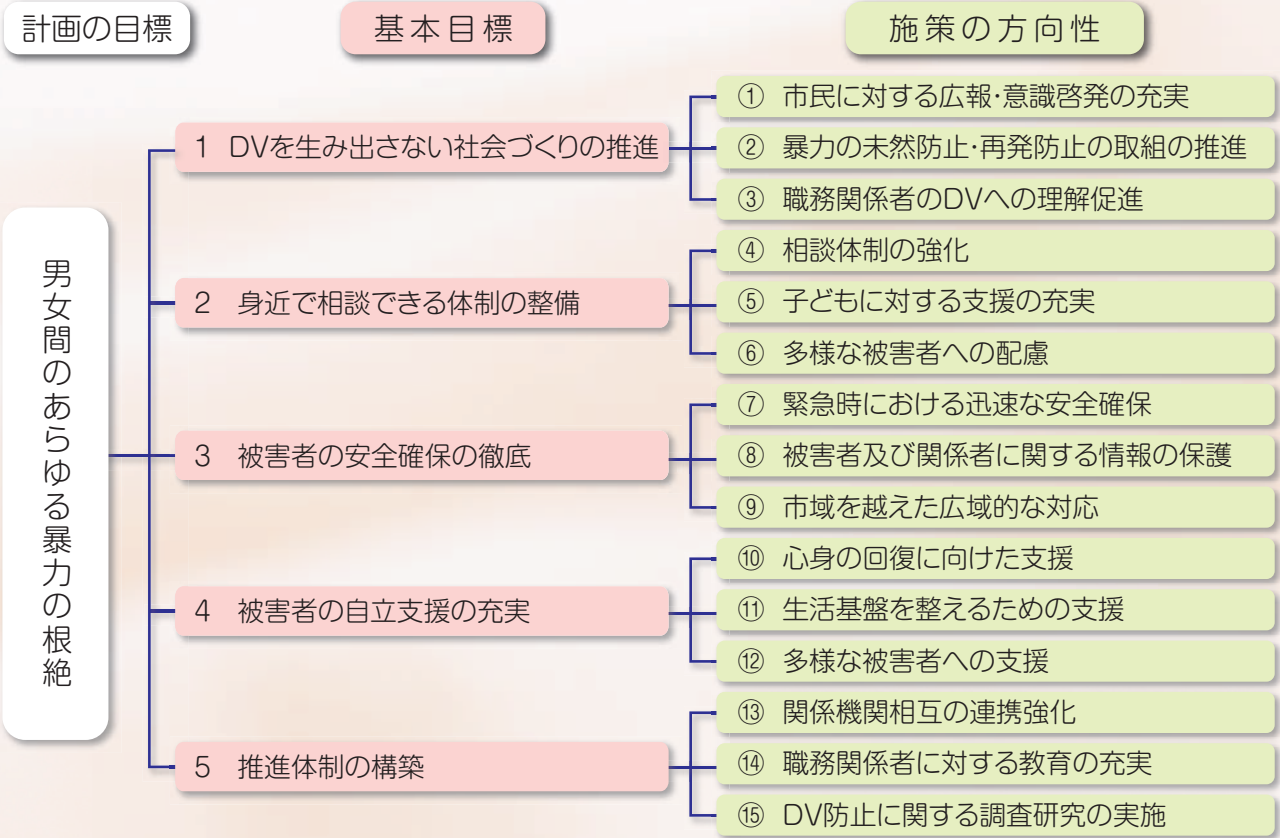 計画の目標
基本目標
施策の方向性
男女間のあらゆる暴力の根絶
1 DVを生み出さない社会づくりの推進
① 市民に対する広報・意識啓発の充実
② 暴力の未然防止・再発防止の取組の推進
③ 職務関係者のDVへの理解促進
2 身近で相談できる体制の整備
④ 相談体制の強化
⑤ 子どもに対する支援の充実
⑥ 多様な被害者への配慮
3 被害者の安全確保の徹底
⑦ 緊急時における迅速な安全確保
⑧ 被害者及び関係者に関する情報の保護
⑨ 市域を越えた広域的な対応
4 被害者の自立支援の充実
⑩ 心身の回復に向けた支援
⑪ 生活基盤を整えるための支援
⑫ 多様な被害者への支援
5 推進体制の構築
⑬ 関係機関相互の連携強化
⑭ 職務関係者に対する教育の充実
⑮ DV防止に関する調査研究の実施